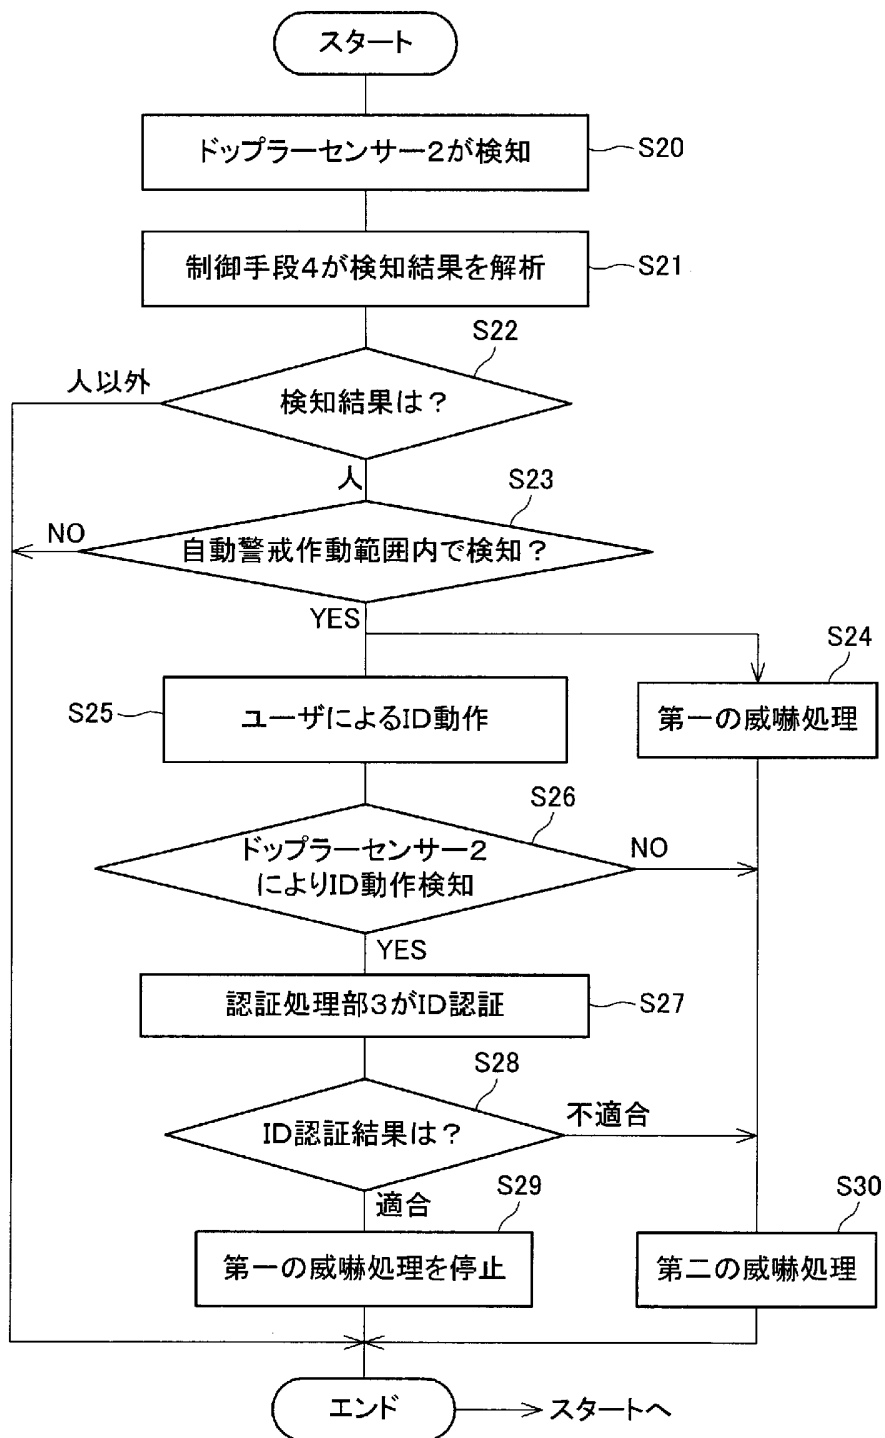 スタート
ドップラーセンサー2が検知
S20
制御手段4が検知結果を解析
S21
S22
人以外
検知結果は？
人
S23
NO
自動警戒作動範囲内で検知？
YES
S24
S25
ユーザによるID動作
第一の威嚇処理
S26
ドップラーセンサー2
によりID動作検知
NO
YES
認証処理部3がID認証
S27
S28
ID認証結果は？
不適合
適合
S29
S30
第一の威嚇処理を停止
第二の威嚇処理
エンド
スタートへ